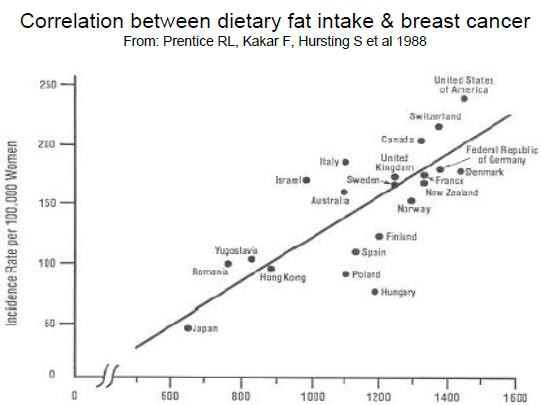 Correlation between dietary fat intake & breast cancer
From: Prentice RL, Kakar F, Hursting S et al 1988
Incidence Rate per 100,000 Women
250
200
150
100
50
0
United States
of America
Switzerland
Canada
Federal Republic
of Germany
Italy
United
Kingdom
Denmark
Israel
Sweden
France
New Zealand
Australia
Norway
Finland
Yugoslavia
Spain
Romania
Hong Kong
Poland
Hungary
Japan
0
600
800
1000
1200
1400
1600